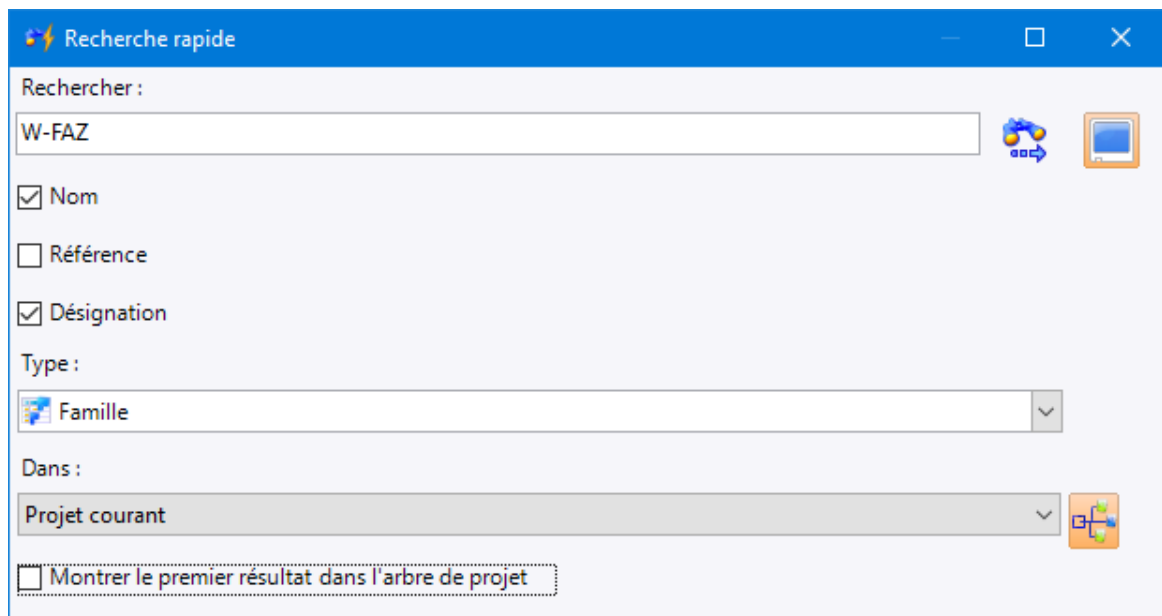 Recherche rapide
Rechercher :
W-FAZ
Nom
Référence
Désignation
Type :
Famille
Dans :
Projet courant
Montrer le premier résultat dans l'arbre de projet